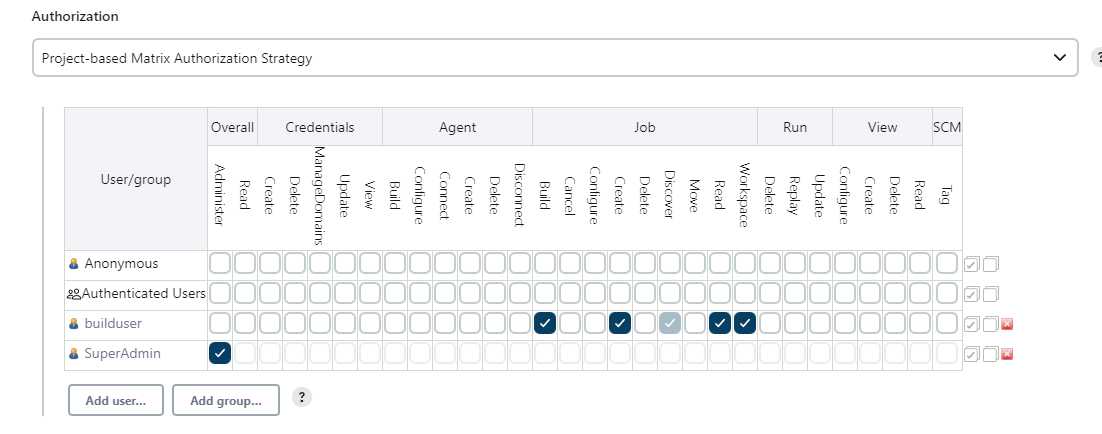 Authorization
Project-based Matrix Authorization Strategy
?
User/group Overall Credentials Agent Job Run View SCM
Administer Read Create Delete ManageDomains Update View Build Configure Connect Create Delete Disconnect Build Cancel Configure Create Delete Discover Move Read Workspace Delete Replay Update Configure Create Delete Read Tag
Anonymous
Authenticated Users
builduser
SuperAdmin
Add user... Add group... ?